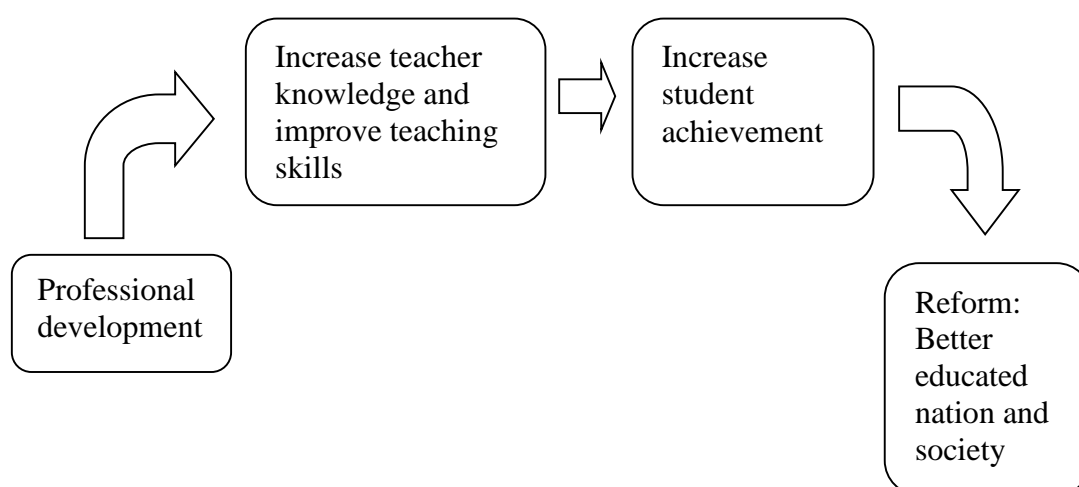 Professional
development
Increase teacher
knowledge and
improve teaching
skills
Increase
student
achievement
Reform:
Better
educated
nation and
society